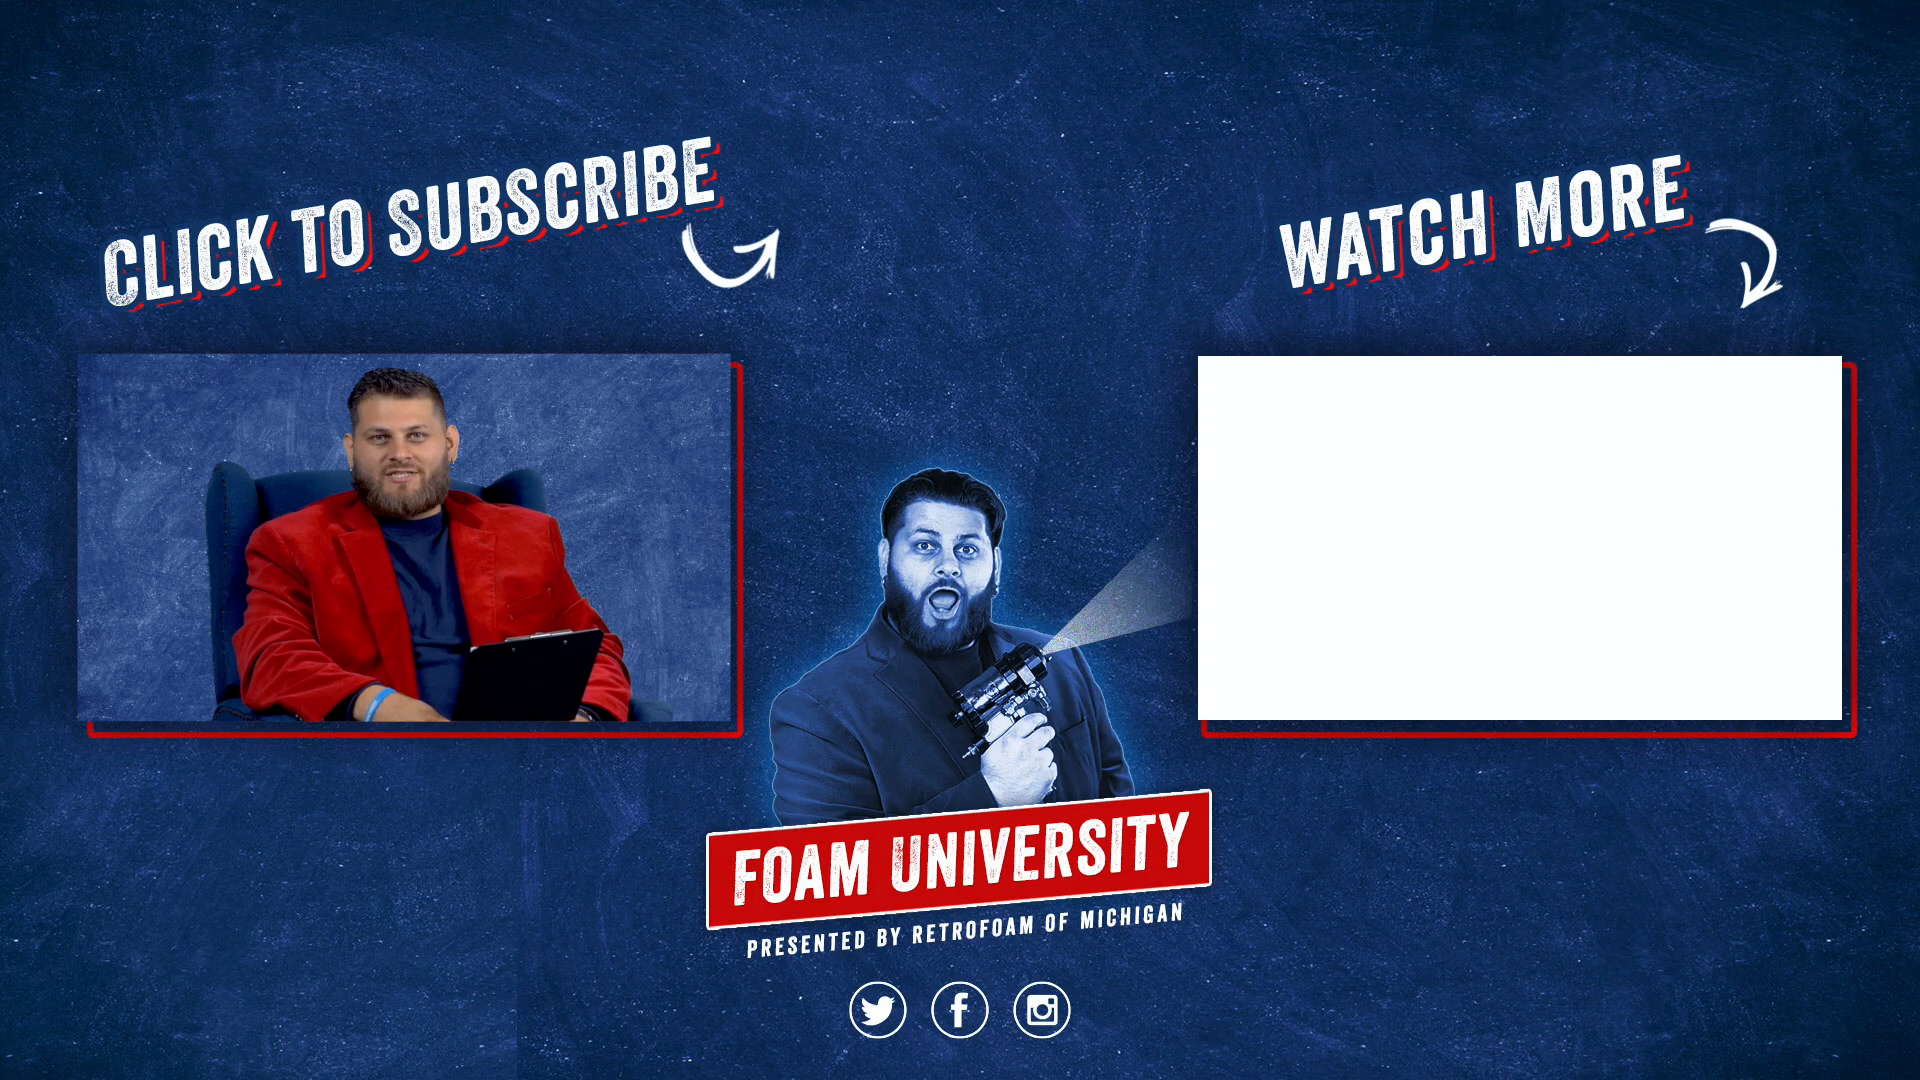 CLICK TO SUBSCRIBE
WATCH MORE
FOAM UNIVERSITY
PRESENTED BY RETROFOAM OF MICHIGAN